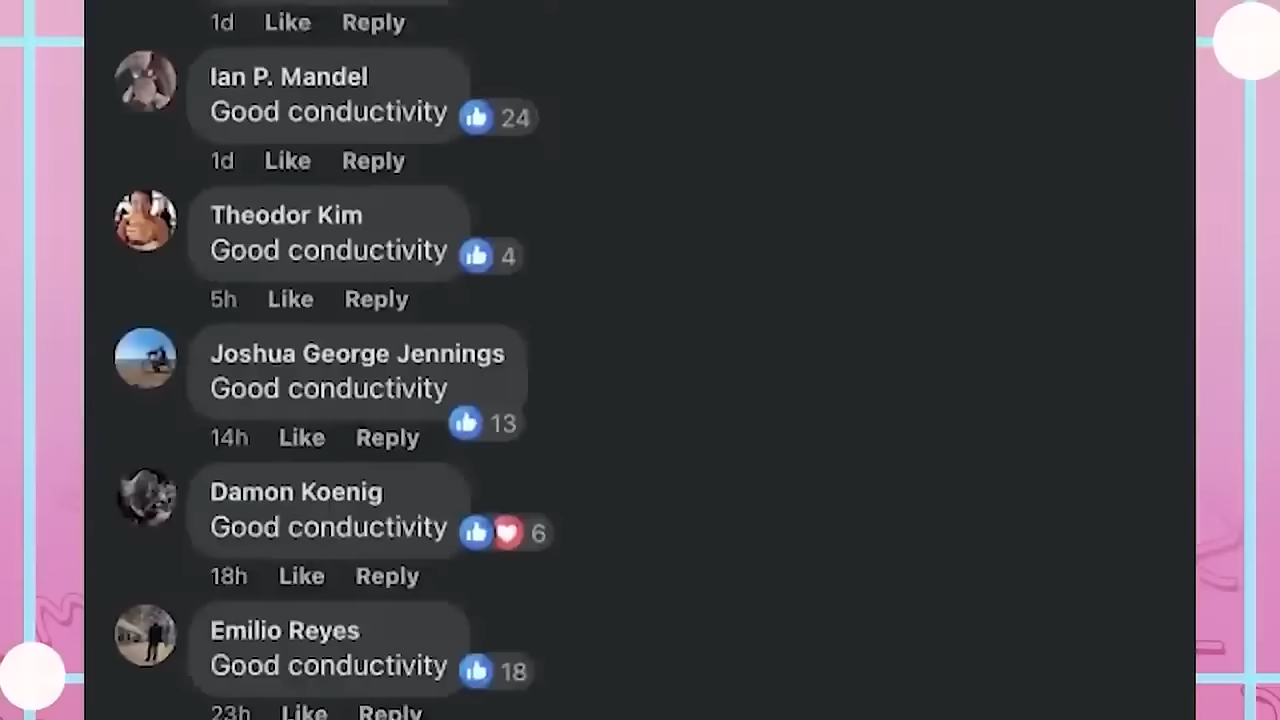 1d Like Reply
Ian P. Mandel
Good conductivity 24
1d Like Reply
Theodor Kim
Good conductivity 4
5h Like Reply
Joshua George Jennings
Good conductivity
13
14h Like Reply
Damon Koenig
Good conductivity 6
18h Like Reply
Emilio Reyes
Good conductivity 18
23h Like Reply